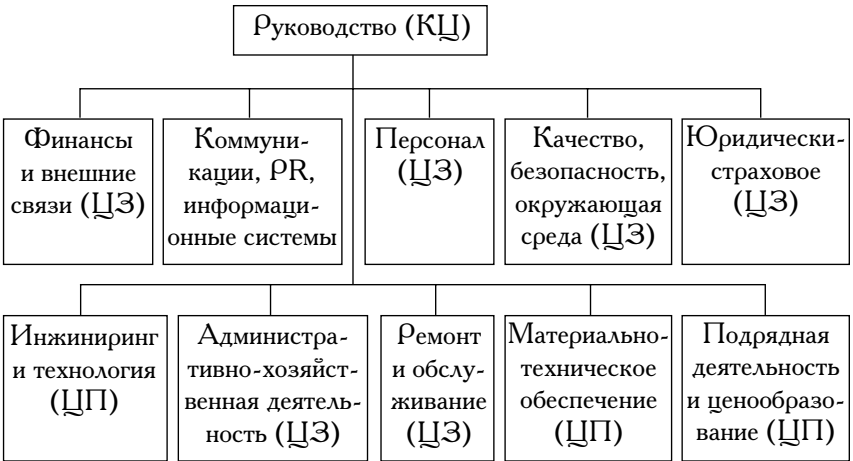 Руководство (КЦ)
Финансы
и внешние
связи (ЦЗ)
Коммуни-
кации, PR,
информаци-
онные системы
Персонал
(ЦЗ)
Качество,
безопасность,
окружающая
среда (ЦЗ)
Юридически-
страховое
(ЦЗ)
Инжиниринг
и технология
(ЦП)
Администра-
тивно-хозяйст-
венная деятель-
ность (ЦЗ)
Ремонт
и обслу-
живание
(ЦЗ)
Материально-
техническое
обеспечение
(ЦП)
Подрядная
деятельность
и ценообразо-
вание (ЦП)